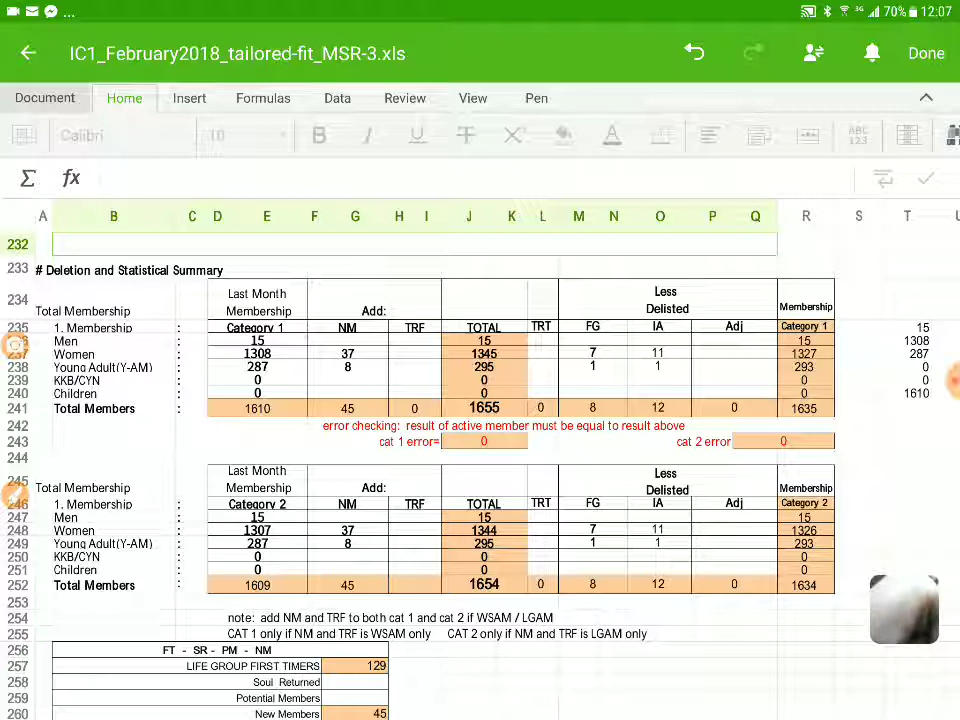 ... 3G 70% 12:07
IC1_February2018_tailored-fit_MSR-3.xls Done
Document Home Insert Formulas Data Review View Pen
Calibri 10 B I U T X A ABC 123
Σ fx
A B C D E F G H I J K L M N O P Q R S T U
232
233 # Deletion and Statistical Summary
234 Total Membership Last Month Membership Add: Less Delisted Membership
235 1. Membership : Category 1 NM TRF TOTAL TRT FG IA Adj Category 1 15
Men : 15 15 15 1308
237 Women : 1308 37 1345 7 11 1327 287
238 Young Adult(Y-AM) : 287 8 295 1 1 293 0
239 KKB/CYN : 0 0 0 0
240 Children : 0 0 0 1610
241 Total Members : 1610 45 0 1655 0 8 12 0 1635
242 error checking: result of active member must be equal to result above
243 cat 1 error= 0 cat 2 error 0
244
245 Total Membership Last Month Membership Add: Less Delisted Membership
246 1. Membership : Category 2 NM TRF TOTAL TRT FG IA Adj Category 2
247 Men : 15 15 15
248 Women : 1307 37 1344 7 11 1326
249 Young Adult(Y-AM) : 287 8 295 1 1 293
250 KKB/CYN : 0 0 0
251 Children : 0 0 0
252 Total Members : 1609 45 1654 0 8 12 0 1634
253
254 note: add NM and TRF to both cat 1 and cat 2 if WSAM / LGAM
255 CAT 1 only if NM and TRF is WSAM only CAT 2 only if NM and TRF is LGAM only
256 FT - SR - PM - NM
257 LIFE GROUP FIRST TIMERS 129
258 Soul Returned
259 Potential Members
260 New Members 45